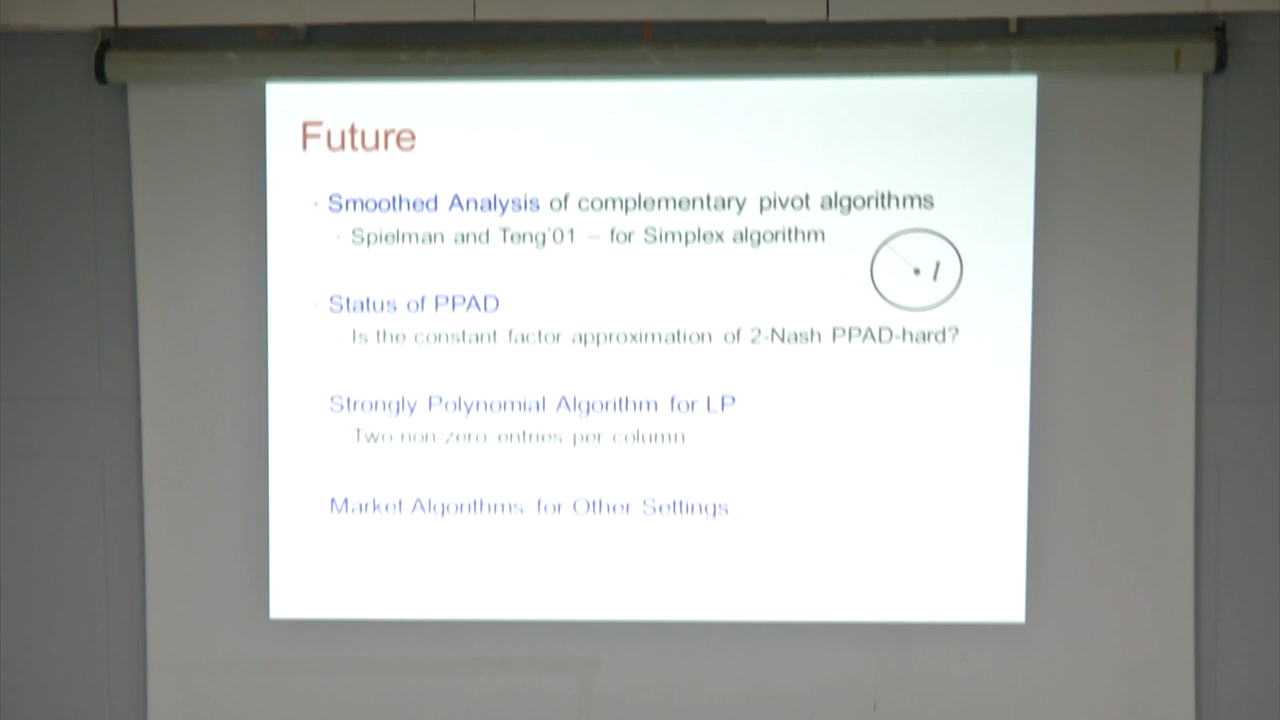 Future
Smoothed Analysis of complementary pivot algorithms
Spielman and Teng'01 – for Simplex algorithm
I
Status of PPAD
Is the constant factor approximation of 2-Nash PPAD-hard?
Strongly Polynomial Algorithm for LP
Two non-zero entries per column
Market Algorithms for Other Settings